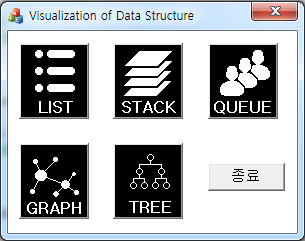 Visualization of Data Structure
LIST
STACK
QUEUE
GRAPH
TREE
종료